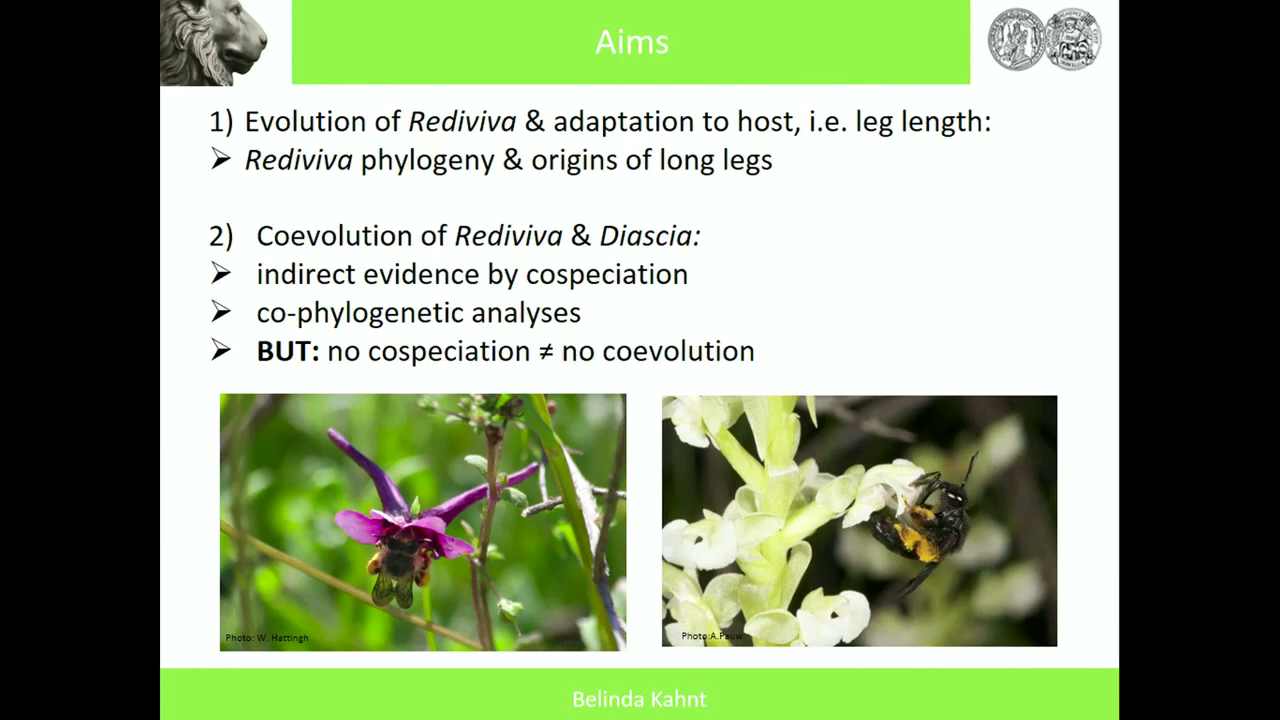 Aims
1) Evolution of Rediviva & adaptation to host, i.e. leg length:
➢ Rediviva phylogeny & origins of long legs
2) Coevolution of Rediviva & Diascia:
➢ indirect evidence by cospeciation
➢ co-phylogenetic analyses
➢ BUT: no cospeciation ≠ no coevolution
Photo: W. Hattingh
Photo:A.Pauw
Belinda Kahnt